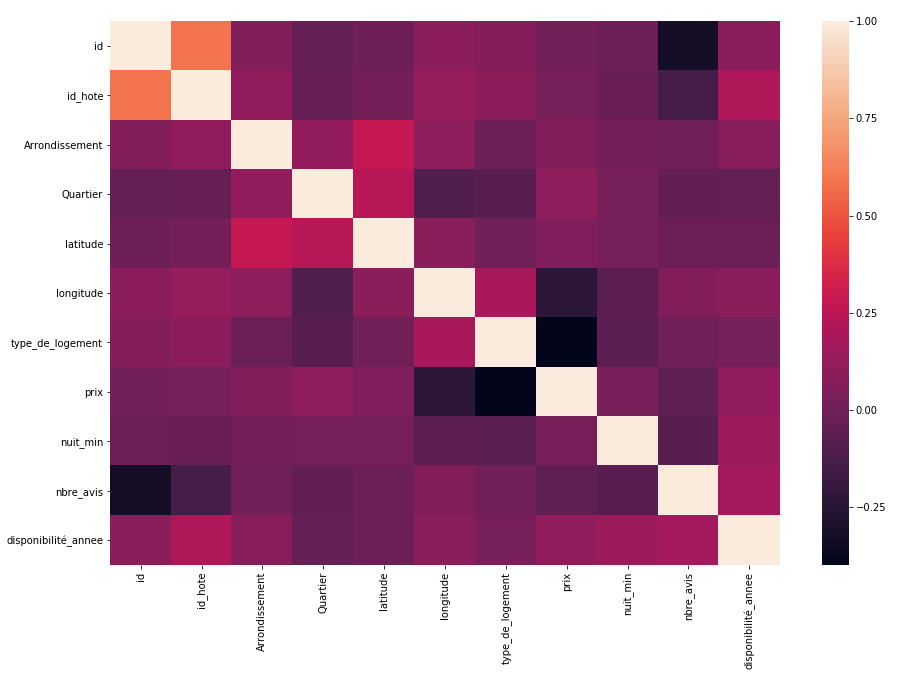 id
id_hote
Arrondissement
Quartier
latitude
longitude
type_de_logement
prix
nuit_min
nbre_avis
disponibilité_annee
id
id_hote
Arrondissement
Quartier
latitude
longitude
type_de_logement
prix
nuit_min
nbre_avis
disponibilité_annee
1.00
0.75
0.50
0.25
0.00
−0.25